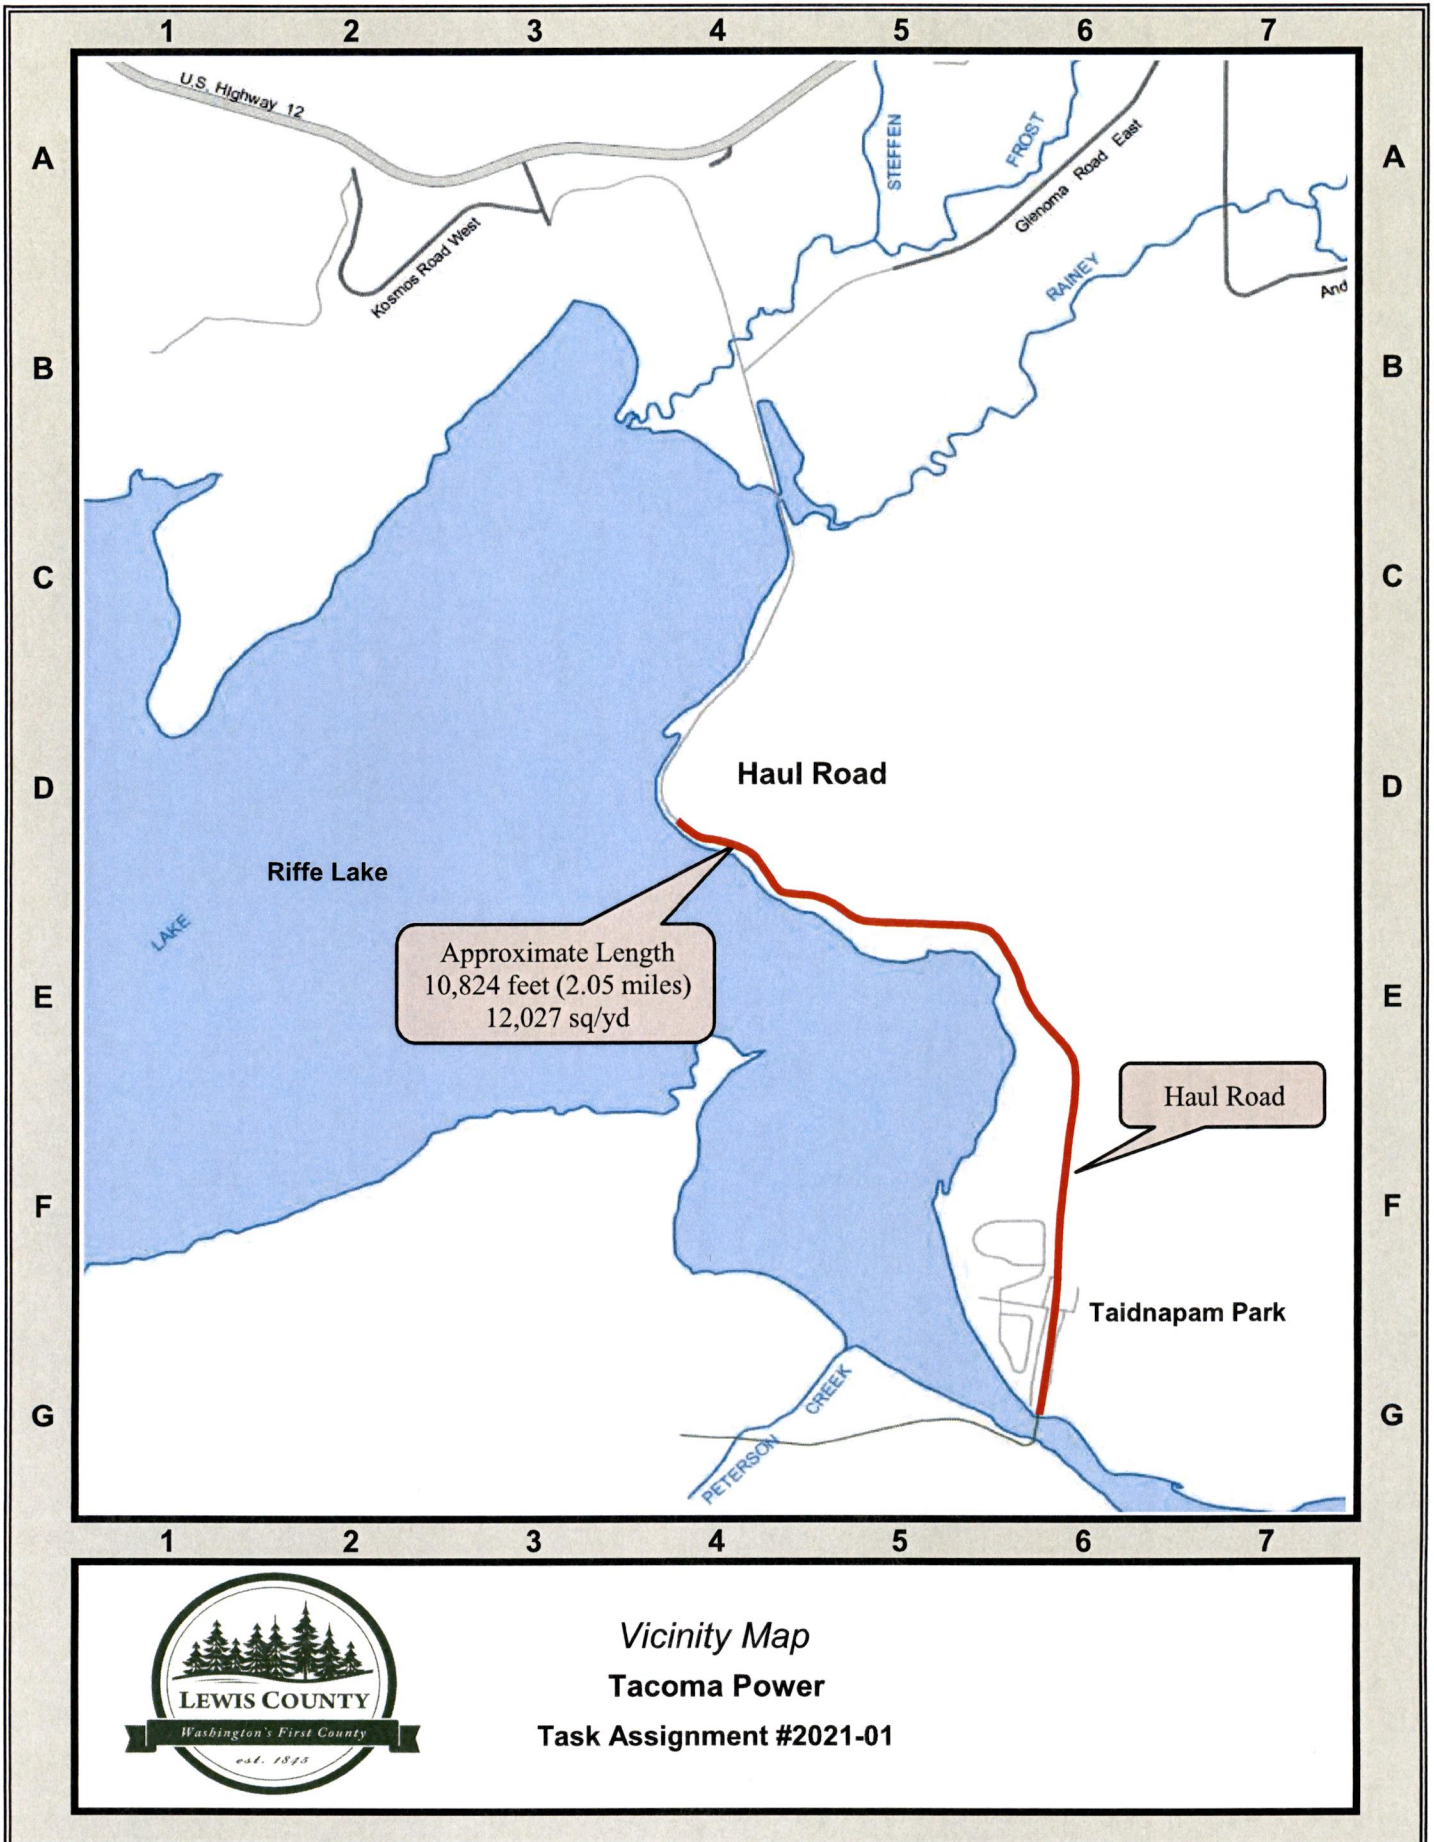 1 2 3 4 5 6 7
U.S. Highway 12
STEFFEN
FROST
Glenoma Road East
A A
Kosmos Road West
RAINEY
And
B B
C C
Haul Road
D D
Riffe Lake
LAKE
Approximate Length
10,824 feet (2.05 miles)
12,027 sq/yd
E E
Haul Road
F F
Taidnapam Park
PETERSON CREEK
G G
1 2 3 4 5 6 7
LEWIS COUNTY
Washington's First County
est. 1845
Vicinity Map
Tacoma Power
Task Assignment #2021-01